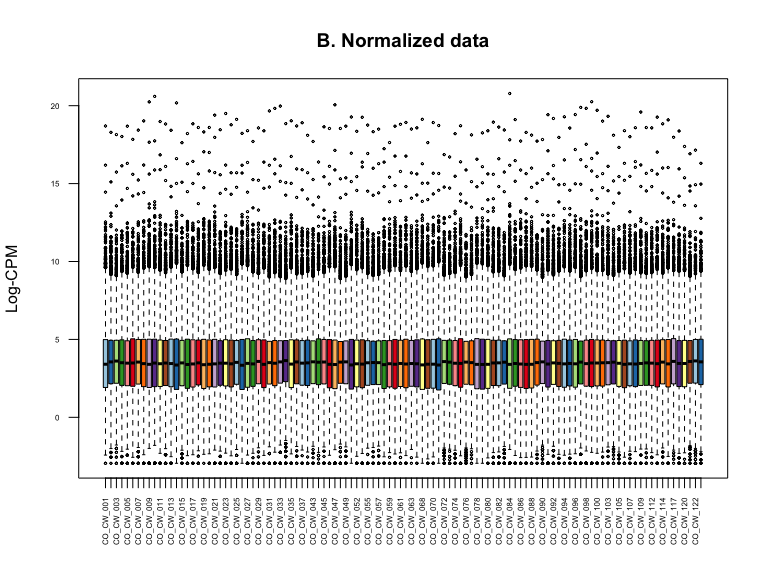 B. Normalized data
Log-CPM
20
15
10
5
0
CO_CW_001
CO_CW_003
CO_CW_005
CO_CW_007
CO_CW_009
CO_CW_011
CO_CW_013
CO_CW_015
CO_CW_017
CO_CW_019
CO_CW_021
CO_CW_023
CO_CW_025
CO_CW_027
CO_CW_029
CO_CW_031
CO_CW_033
CO_CW_035
CO_CW_037
CO_CW_043
CO_CW_045
CO_CW_047
CO_CW_049
CO_CW_052
CO_CW_055
CO_CW_057
CO_CW_059
CO_CW_061
CO_CW_063
CO_CW_068
CO_CW_070
CO_CW_072
CO_CW_074
CO_CW_076
CO_CW_078
CO_CW_080
CO_CW_082
CO_CW_084
CO_CW_086
CO_CW_088
CO_CW_090
CO_CW_092
CO_CW_094
CO_CW_096
CO_CW_098
CO_CW_100
CO_CW_103
CO_CW_105
CO_CW_107
CO_CW_109
CO_CW_112
CO_CW_114
CO_CW_117
CO_CW_120
CO_CW_122